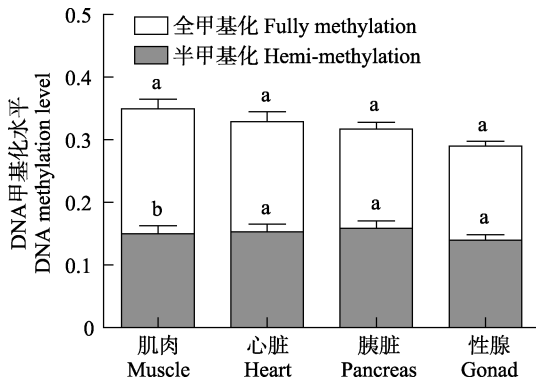 0.5
0.4
0.3
0.2
0.1
0
DNA甲基化水平
DNA methylation level
全甲基化 Fully methylation
半甲基化 Hemi-methylation
a
a
a
a
b
a
a
a
肌肉
Muscle
心脏
Heart
胰脏
Pancreas
性腺
Gonad